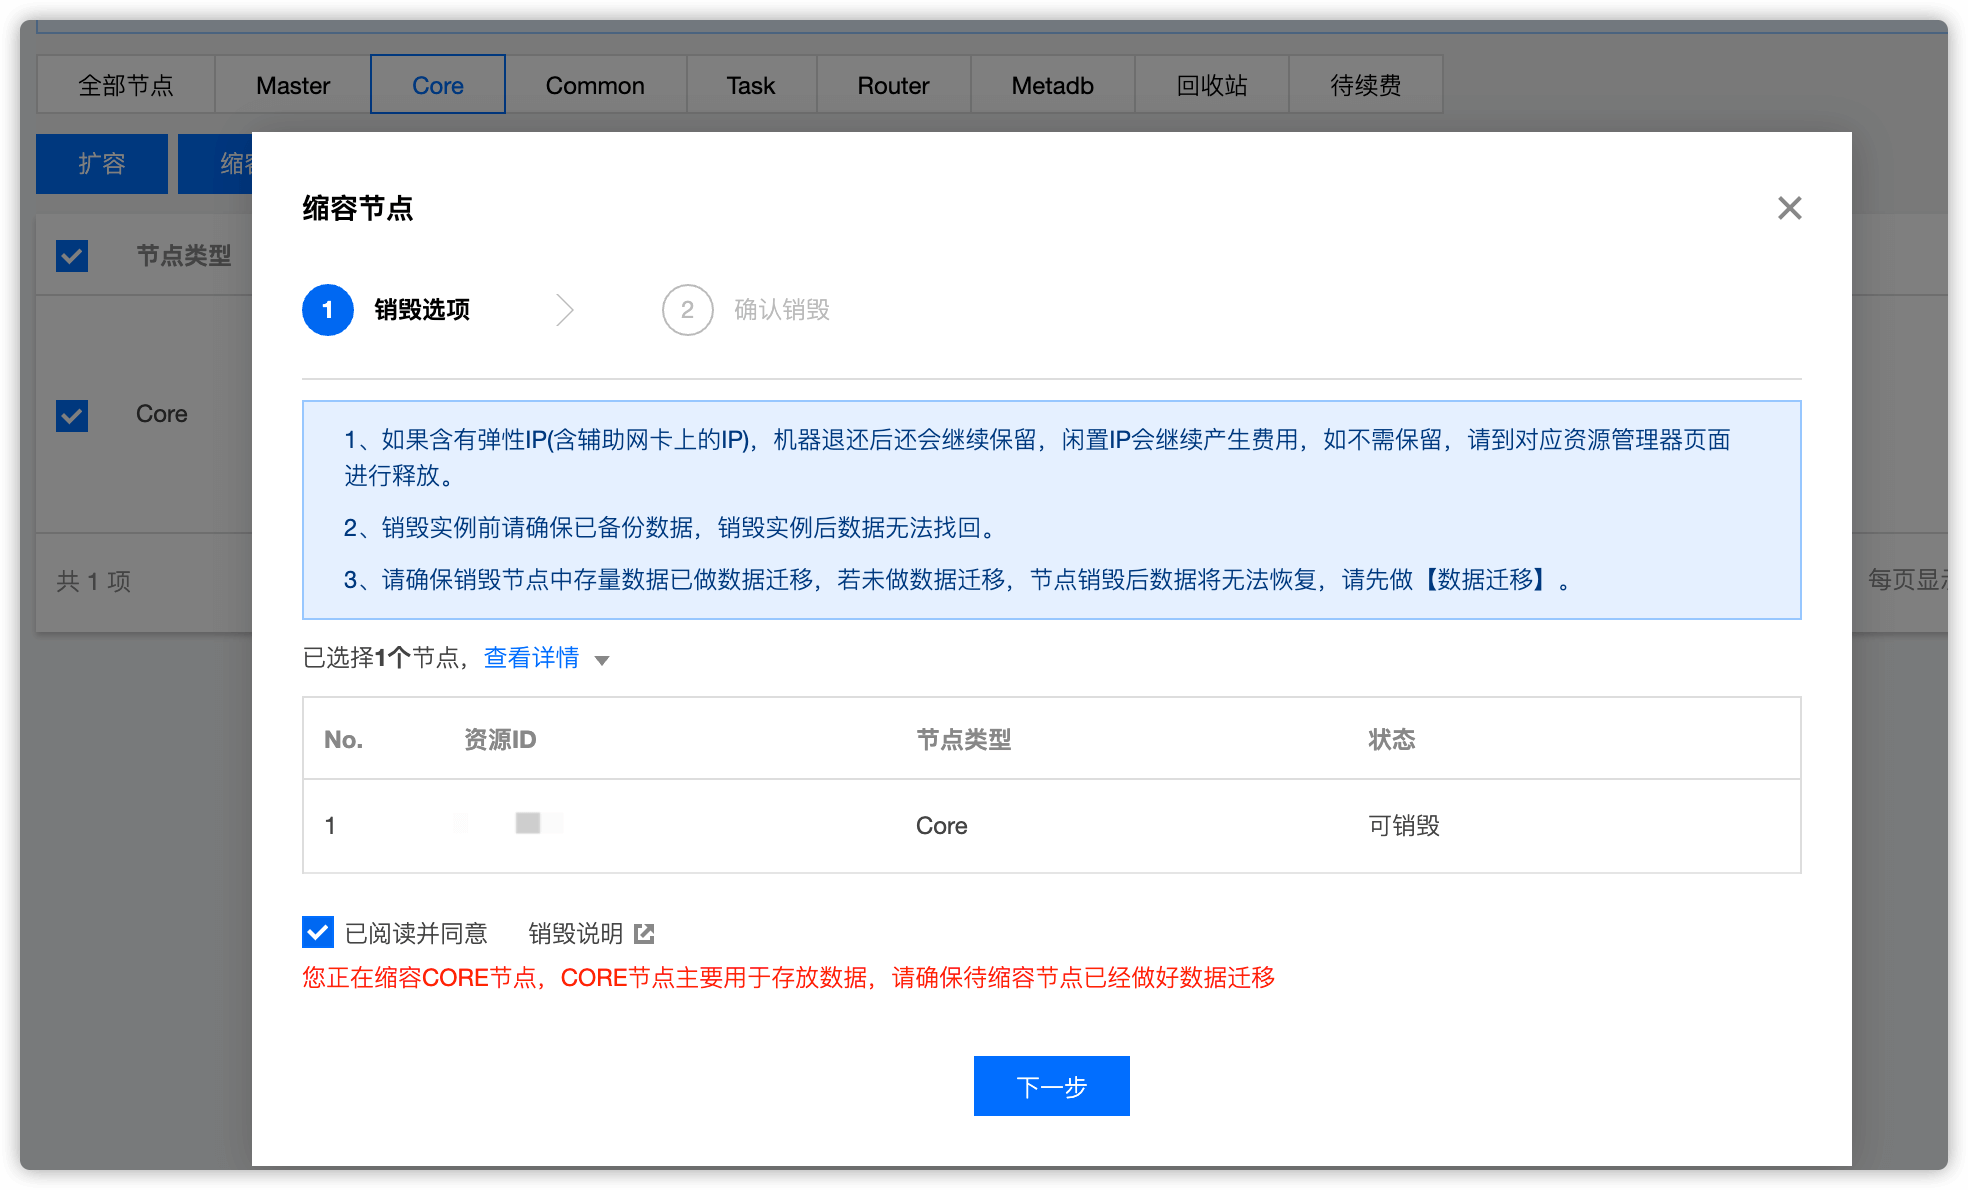 全部节点 Master Core Common Task Router Metadb 回收站 待续费
扩容
缩容节点
节点类型
1 销毁选项 2 确认销毁
Core
1、如果含有弹性IP(含辅助网卡上的IP)，机器退还后还会继续保留，闲置IP会继续产生费用，如不需保留，请到对应资源管理器页面
进行释放。
2、销毁实例前请确保已备份数据，销毁实例后数据无法找回。
3、请确保销毁节点中存量数据已做数据迁移，若未做数据迁移，节点销毁后数据将无法恢复，请先做【数据迁移】 。
共 1 项
每页显
已选择1个节点，查看详情
No. 资源ID 节点类型 状态
1 Core 可销毁
已阅读并同意 销毁说明
您正在缩容CORE节点，CORE节点主要用于存放数据，请确保待缩容节点已经做好数据迁移
下一步